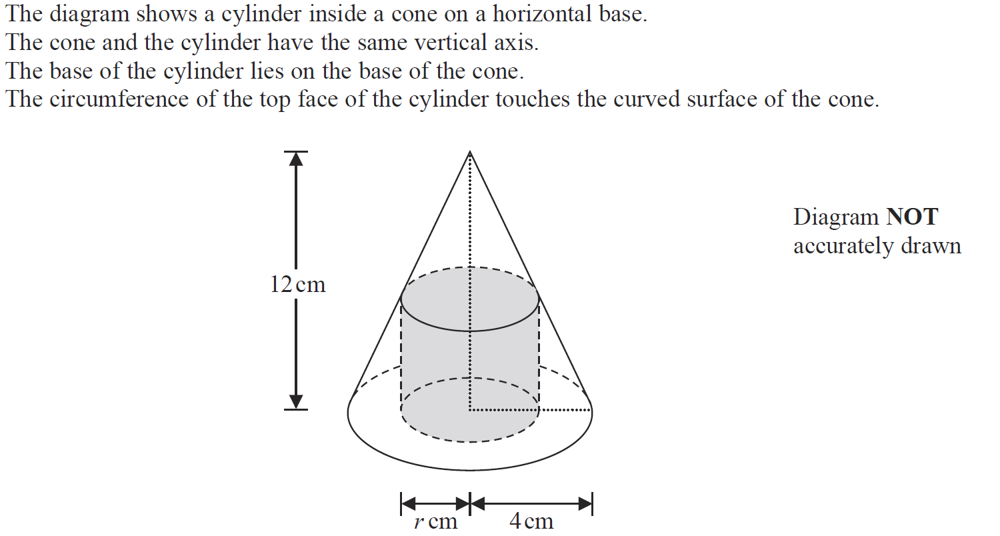 The diagram shows a cylinder inside a cone on a horizontal base.
The cone and the cylinder have the same vertical axis.
The base of the cylinder lies on the base of the cone.
The circumference of the top face of the cylinder touches the curved surface of the cone.
Diagram NOT
accurately drawn
12 cm
r cm
4 cm